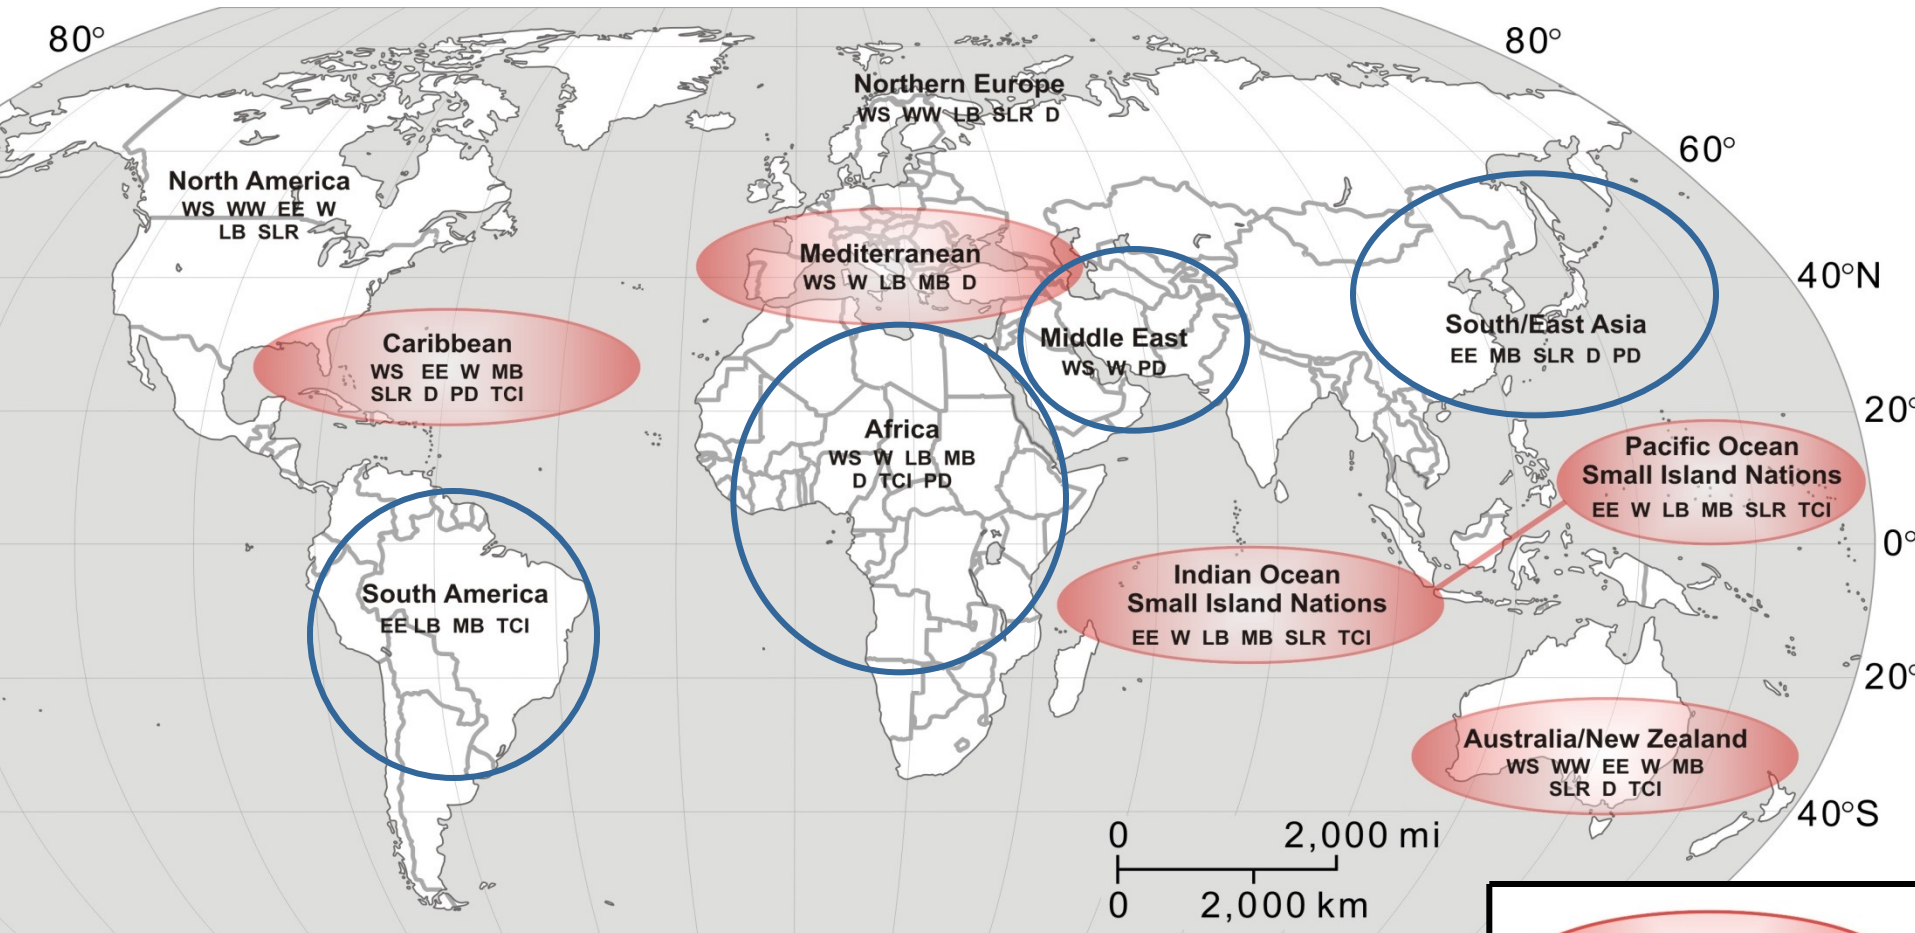 80°
80°
Northern Europe
WS WW LB SLR D
60°
North America
WS WW EE W
LB SLR
Mediterranean
WS W LB MB D
40°N
Caribbean
WS EE W MB
SLR D PD TCI
Middle East
WS W PD
South/East Asia
EE MB SLR D PD
20°
Africa
WS W LB MB
D TCI PD
Pacific Ocean
Small Island Nations
EE W LB MB SLR TCI
0°
South America
EE LB MB TCI
Indian Ocean
Small Island Nations
EE W LB MB SLR TCI
20°
Australia/New Zealand
WS WW EE W MB
SLR D TCI
40°S
0 2,000 mi
0 2,000 km